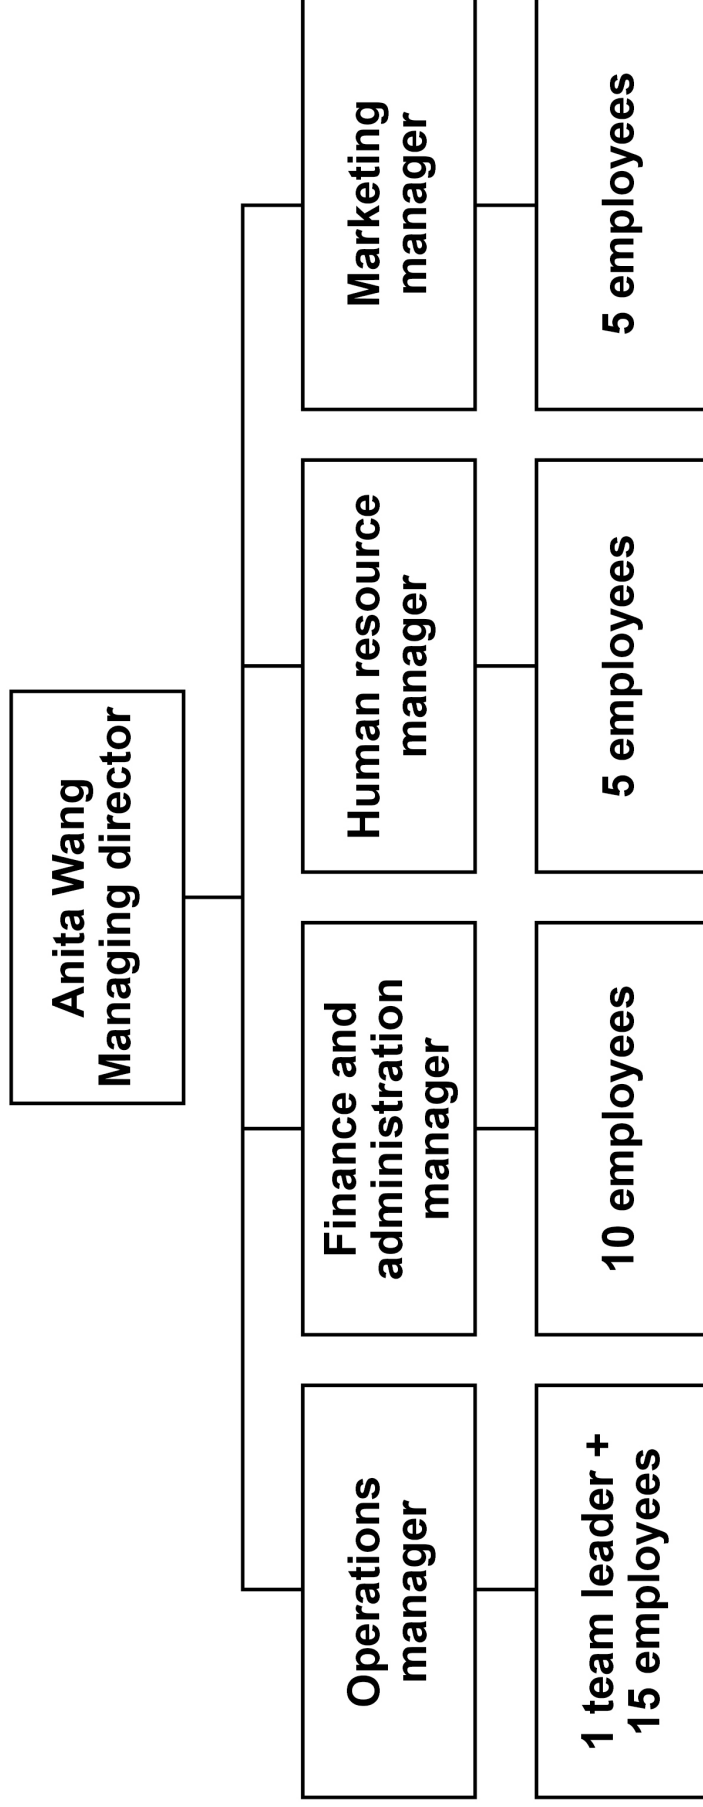 Anita Wang
Managing director
Operations
manager
Finance and
administration
manager
Human resource
manager
Marketing
manager
1 team leader +
15 employees
10 employees
5 employees
5 employees